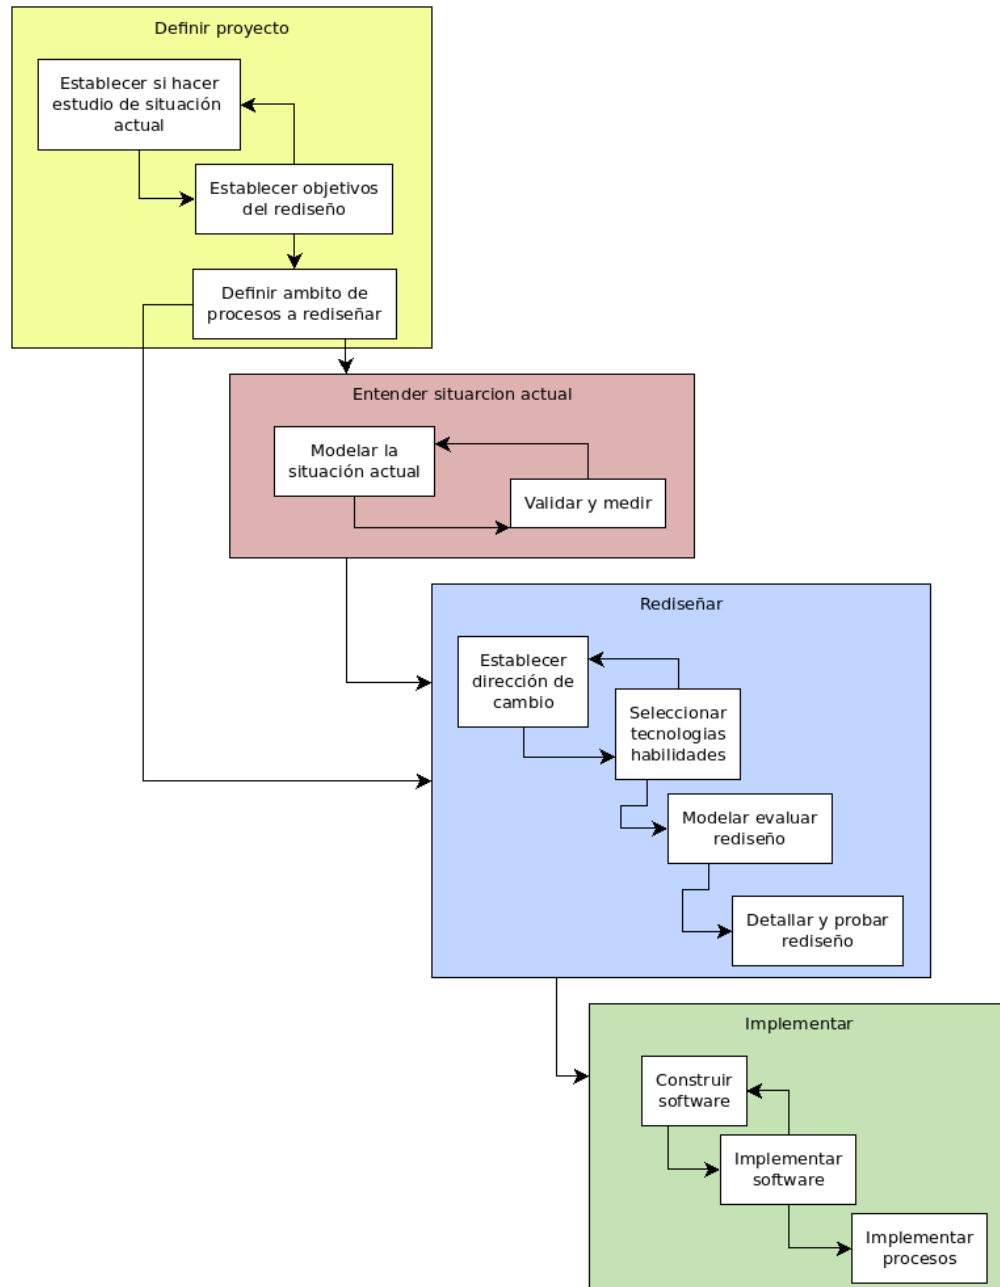 Definir proyecto
Establecer si hacer
estudio de situación
actual
Establecer objetivos
del rediseño
Definir ambito de
procesos a rediseñar
Entender situarcion actual
Modelar la
situación actual
Validar y medir
Rediseñar
Establecer
dirección de
cambio
Seleccionar
tecnologias
habilidades
Modelar evaluar
rediseño
Detallar y probar
rediseño
Implementar
Construir
software
Implementar
software
Implementar
procesos